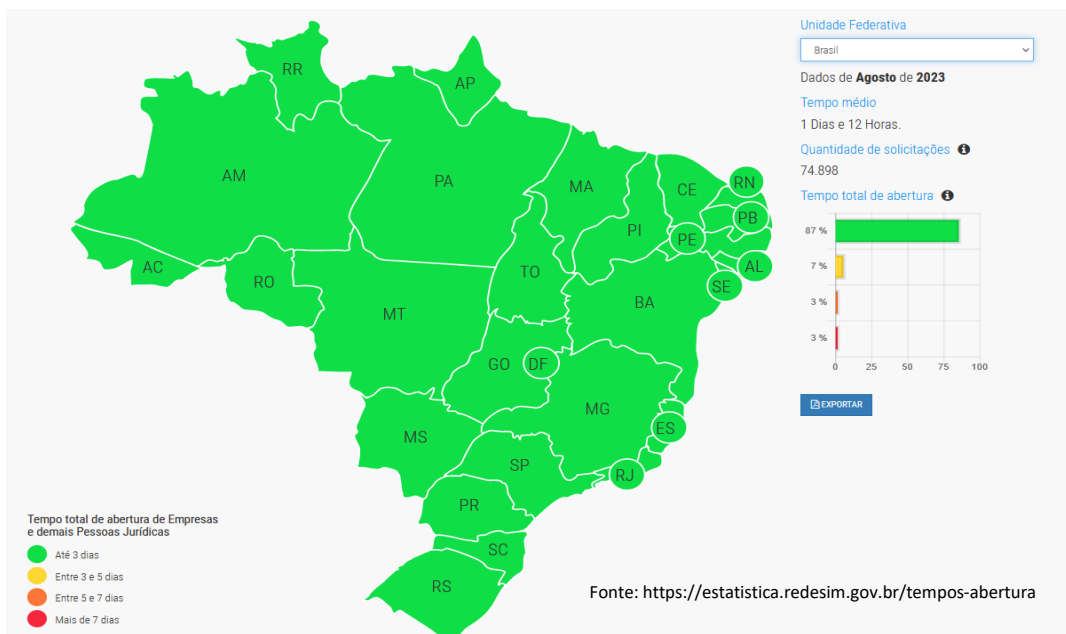 RR
AP
AM
PA
MA
CE
RN
PB
PI
PE
AC
RO
TO
AL
SE
BA
MT
GO
DF
MG
MS
ES
SP
RJ
PR
SC
RS
Tempo total de abertura de Empresas
e demais Pessoas Jurídicas
Até 3 dias
Entre 3 e 5 dias
Entre 5 e 7 dias
Mais de 7 dias
Unidade Federativa
Brasil
Dados de Agosto de 2023
Tempo médio
1 Dias e 12 Horas.
Quantidade de solicitações
74.898
Tempo total de abertura
87 %
7 %
3 %
3 %
0 25 50 75 100
EXPORTAR
Fonte: https://estatistica.redesim.gov.br/tempos-abertura